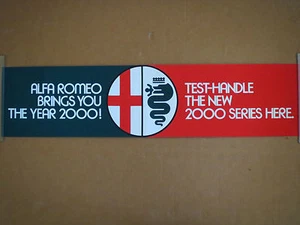 ALFA ROMEO
BRINGS YOU
THE YEAR 2000!
TEST-HANDLE
THE NEW
2000 SERIES HERE.